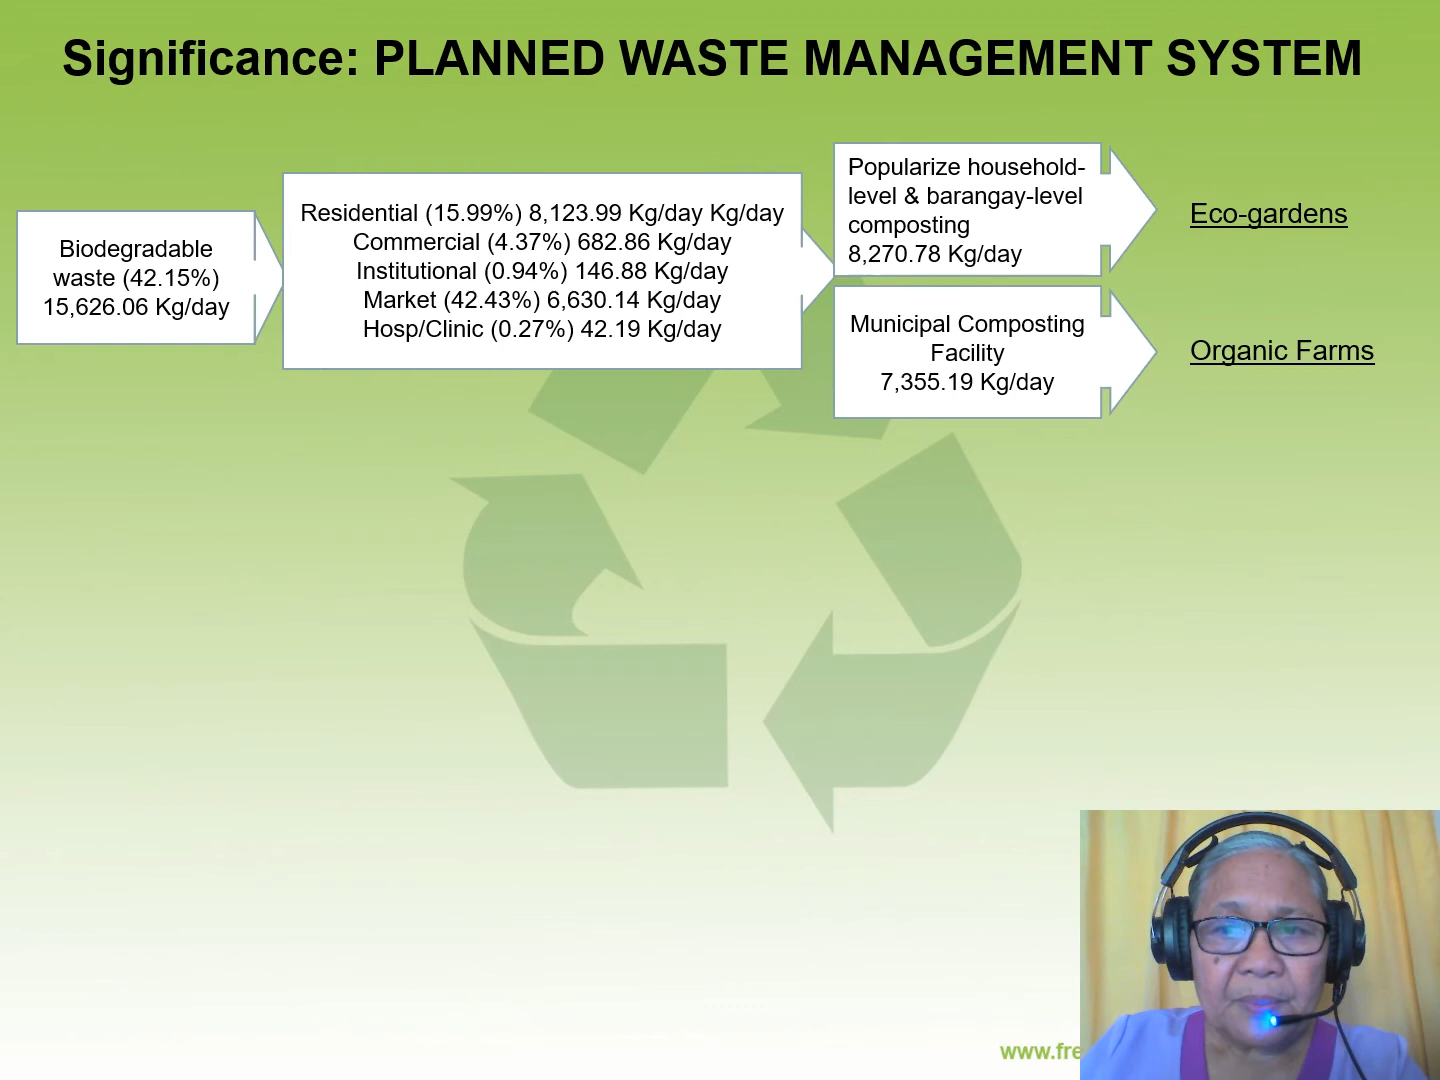 Significance: PLANNED WASTE MANAGEMENT SYSTEM
Biodegradable
waste (42.15%)
15,626.06 Kg/day
Residential (15.99%) 8,123.99 Kg/day Kg/day
Commercial (4.37%) 682.86 Kg/day
Institutional (0.94%) 146.88 Kg/day
Market (42.43%) 6,630.14 Kg/day
Hosp/Clinic (0.27%) 42.19 Kg/day
Popularize household-
level & barangay-level
composting
8,270.78 Kg/day
Eco-gardens
Municipal Composting
Facility
7,355.19 Kg/day
Organic Farms
www.fre